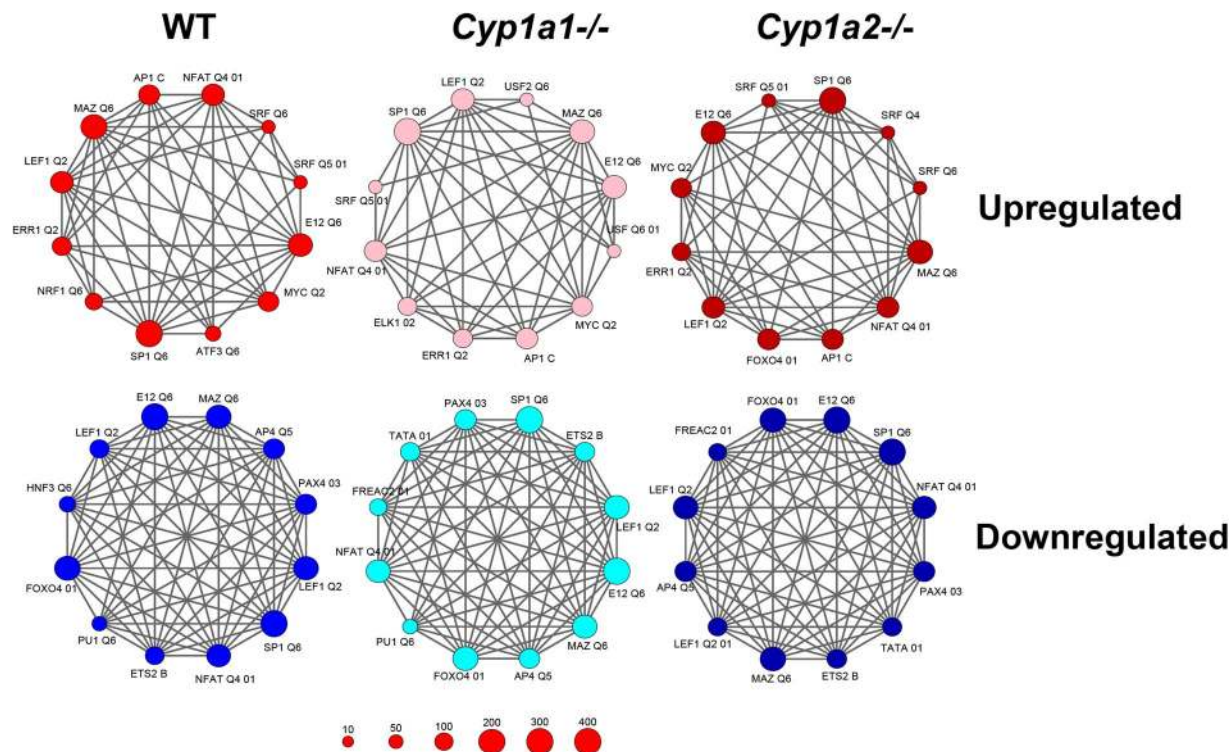 WT
Cyp1a1-/-
Cyp1a2-/-
AP1 C
NFAT Q4 01
MAZ Q6
SRF Q6
LEF1 Q2
SRF Q5 01
ERR1 Q2
E12 Q6
NRF1 Q6
MYC Q2
SP1 Q6
ATF3 Q6
LEF1 Q2
USF2 Q6
SP1 Q6
MAZ Q6
E12 Q6
SRF Q5 01
USF Q6 01
NFAT Q4 01
ELK1 02
MYC Q2
ERR1 Q2
AP1 C
SRF Q5 01
SP1 Q6
E12 Q6
SRF Q4
MYC Q2
SRF Q6
ERR1 Q2
MAZ Q6
LEF1 Q2
NFAT Q4 01
FOXO4 01
AP1 C
Upregulated
E12 Q6
MAZ Q6
LEF1 Q2
AP4 Q5
HNF3 Q6
PAX4 03
FOXO4 01
LEF1 Q2
PU1 Q6
SP1 Q6
ETS2 B
NFAT Q4 01
PAX4 03
SP1 Q6
TATA 01
ETS2 B
FREAC2 01
LEF1 Q2
NFAT Q4 01
E12 Q6
PU1 Q6
MAZ Q6
FOXO4 01
AP4 Q5
FOXO4 01
E12 Q6
FREAC2 01
SP1 Q6
LEF1 Q2
NFAT Q4 01
AP4 Q5
PAX4 03
LEF1 Q2 01
TATA 01
MAZ Q6
ETS2 B
Downregulated
10 50 100 200 300 400